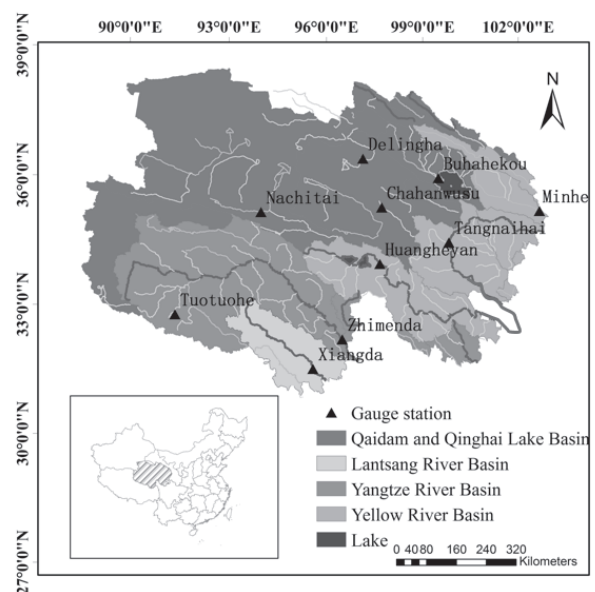 90°0'0"E 93°0'0"E 96°0'0"E 99°0'0"E 102°0'0"E
39°0'0"N
36°0'0"N
33°0'0"N
30°0'0"N
27°0'0"N
N
Delingha
Buhahekou
Nachitai
Chahanwusu
Minhe
Tangnaihai
Huangheyan
Tuotuohe
Zhimenda
Xiangda
Gauge station
Qaidam and Qinghai Lake Basin
Lantsang River Basin
Yangtze River Basin
Yellow River Basin
Lake
0 40 80 160 240 320
Kilometers